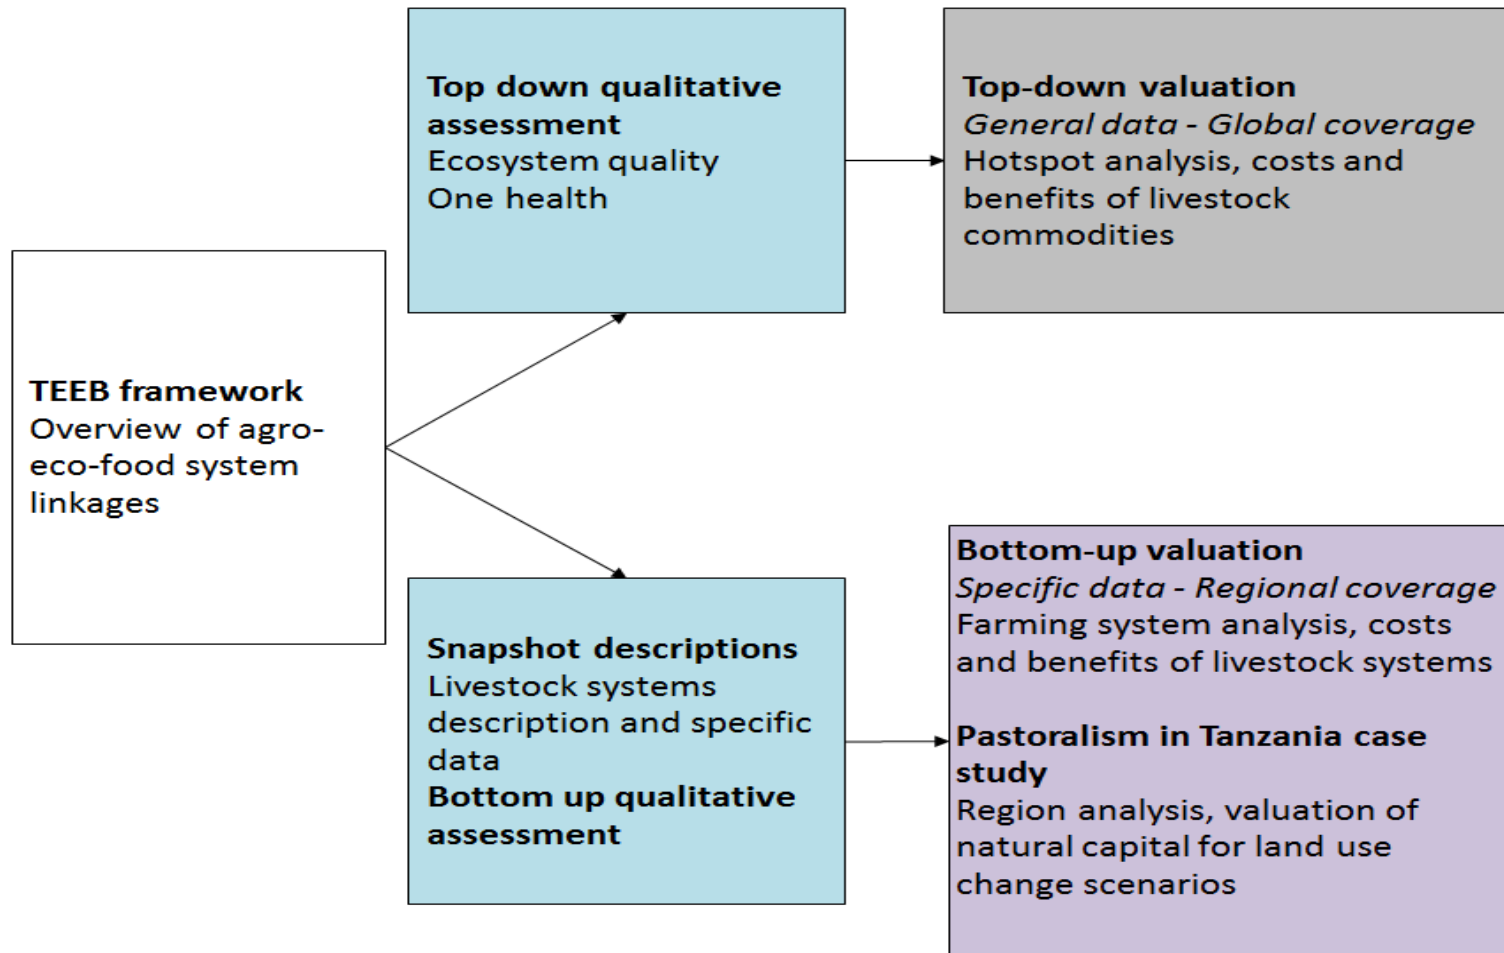 Top down qualitative
assessment
Ecosystem quality
One health
Top-down valuation
General data - Global coverage
Hotspot analysis, costs and
benefits of livestock
commodities
TEEB framework
Overview of agro-
eco-food system
linkages
Snapshot descriptions
Livestock systems
description and specific
data
Bottom up qualitative
assessment
Bottom-up valuation
Specific data - Regional coverage
Farming system analysis, costs
and benefits of livestock systems
Pastoralism in Tanzania case
study
Region analysis, valuation of
natural capital for land use
change scenarios